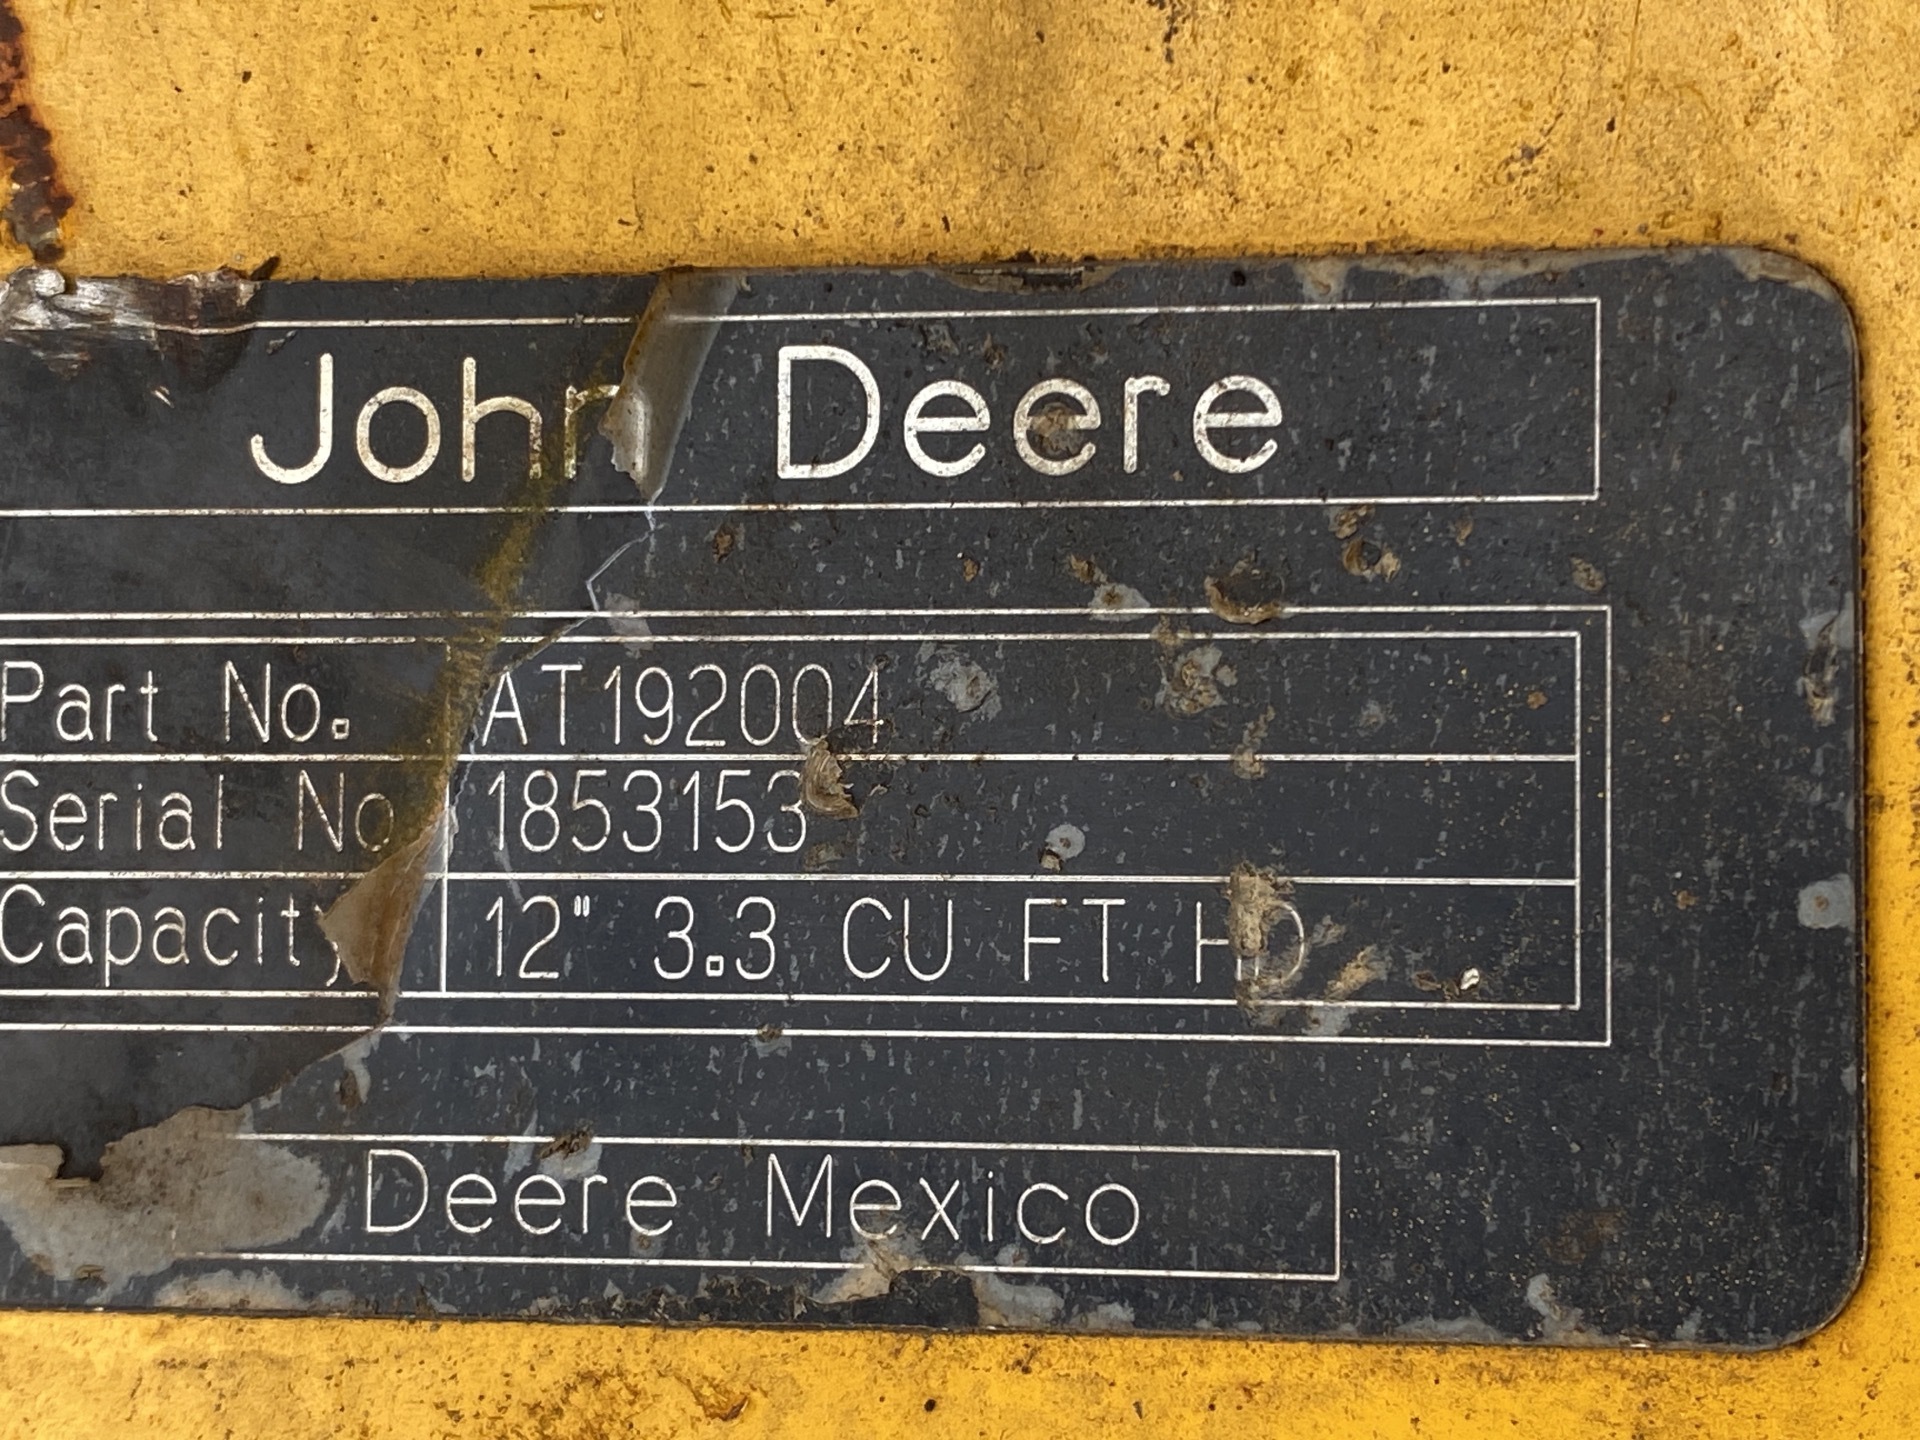 John Deere
Part No. AT192004
Serial No 1853153
Capacity 12" 3.3 CU FT HD
Deere Mexico